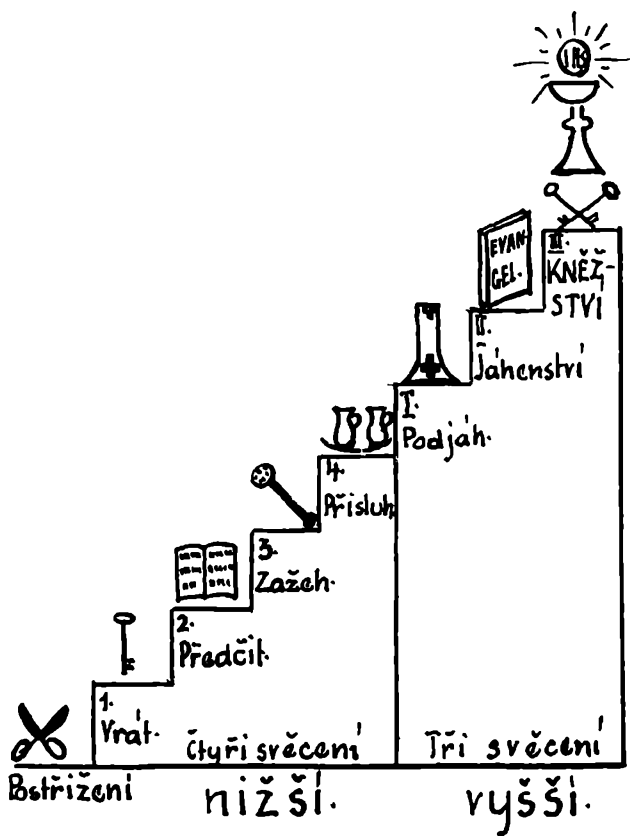 IHS
EVAN-
GEL.
III.
KNĚŽ-
STVÍ
II.
Jáhenství
I.
Podjáh.
4.
Přisluh.
3.
Zažeh.
2.
Předčit.
1.
Vrát.
Čtyři svěcení
Tři svěcení
Postřižení
nižší.
vyšší.